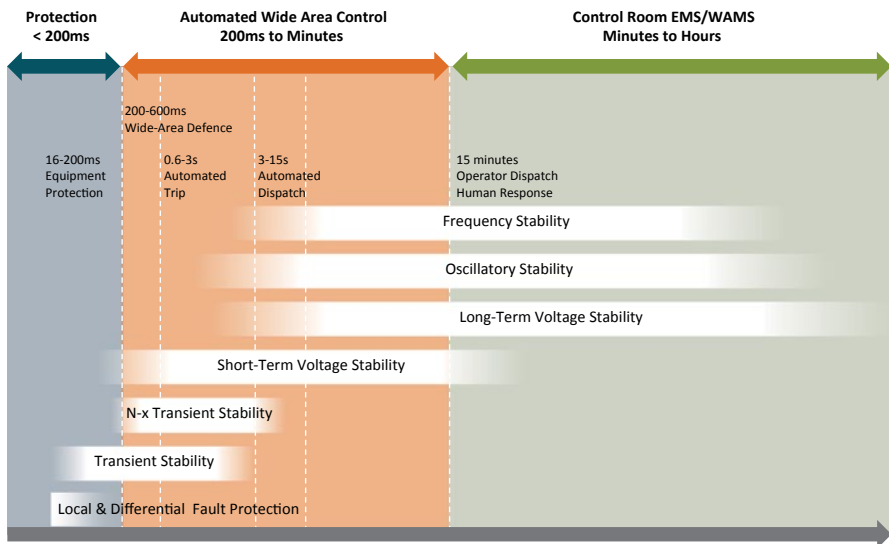 Protection
< 200ms
Automated Wide Area Control
200ms to Minutes
Control Room EMS/WAMS
Minutes to Hours
200-600ms
Wide-Area Defence
16-200ms
Equipment
Protection
0.6-3s
Automated
Trip
3-15s
Automated
Dispatch
15 minutes
Operator Dispatch
Human Response
Frequency Stability
Oscillatory Stability
Long-Term Voltage Stability
Short-Term Voltage Stability
N-x Transient Stability
Transient Stability
Local & Differential Fault Protection